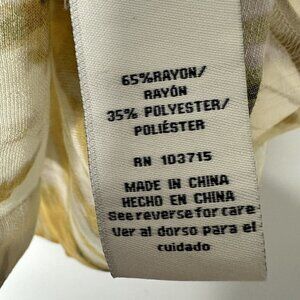 65%RAYON/
RAYÓN
35% POLYESTER/
POLIÉSTER
RN 103715
MADE IN CHINA
HECHO EN CHINA
See reverse for care
Ver al dorso para el
cuidado